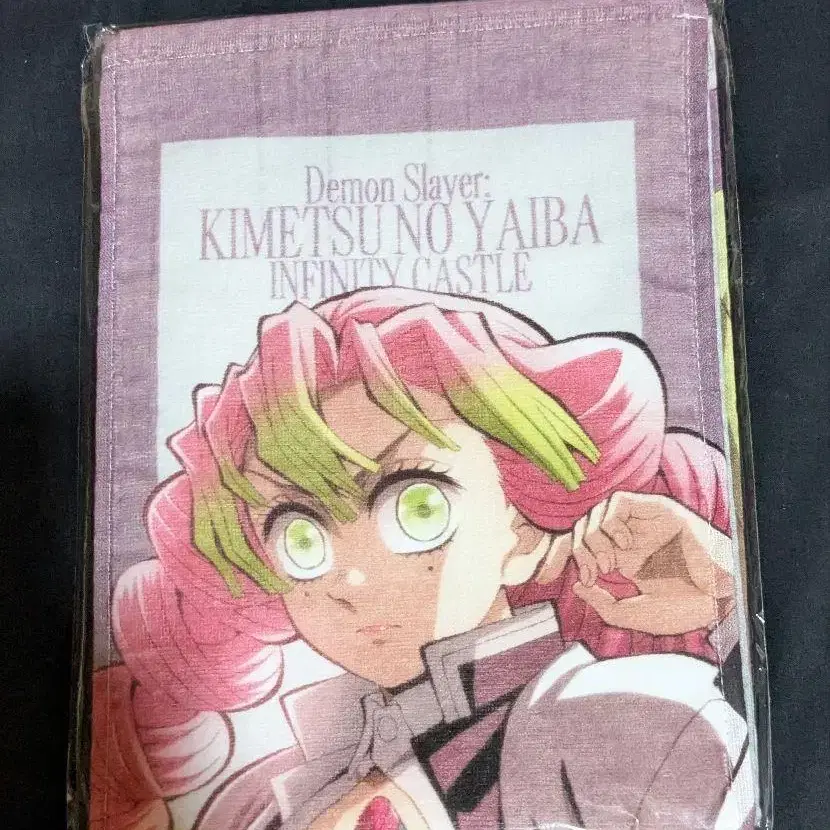 Demon Slayer:
KIMETSU NO YAIBA
INFINITY CASTLE